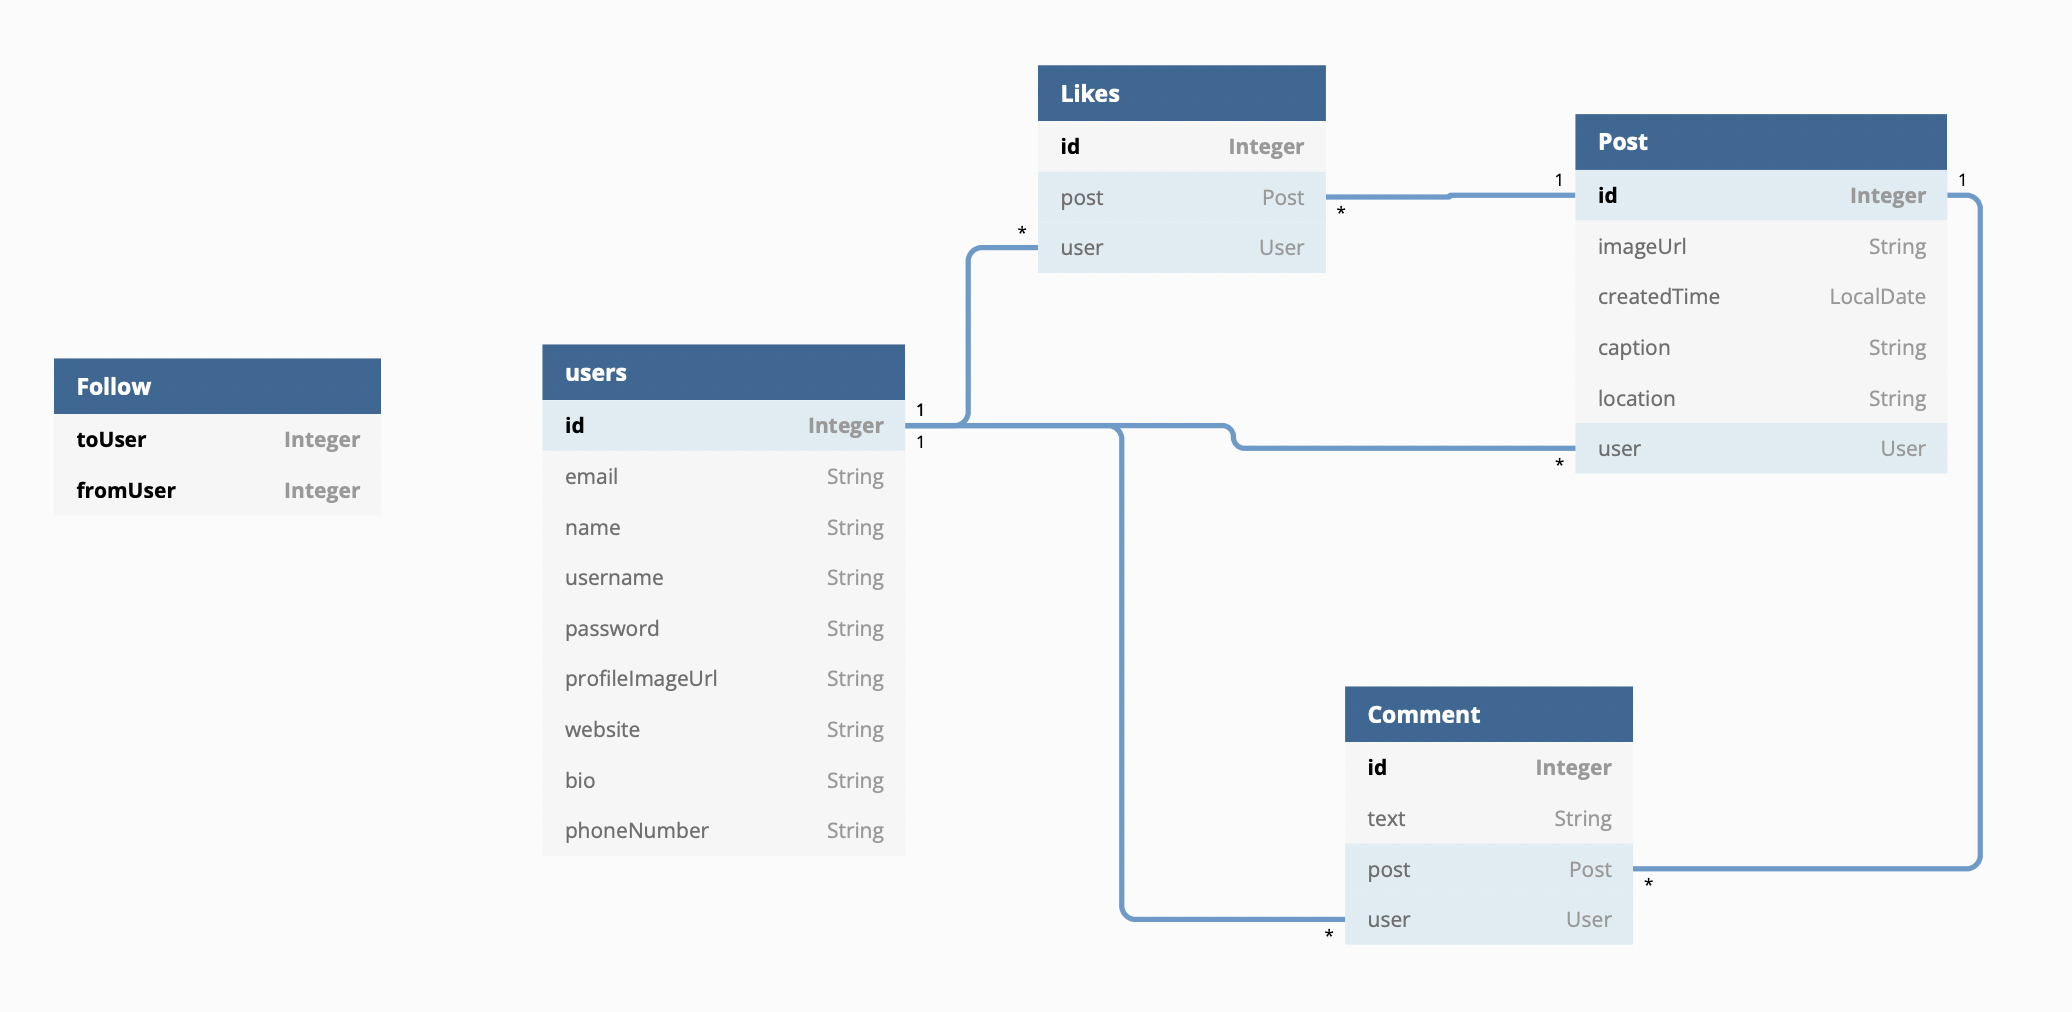 Likes
id Integer
post Post
user User
*
*
Post
id Integer
imageUrl String
createdTime LocalDate
caption String
location String
user User
1
1
*
Follow
toUser Integer
fromUser Integer
users
id Integer
email String
name String
username String
password String
profileImageUrl String
website String
bio String
phoneNumber String
1
1
Comment
id Integer
text String
post Post
user User
*
*